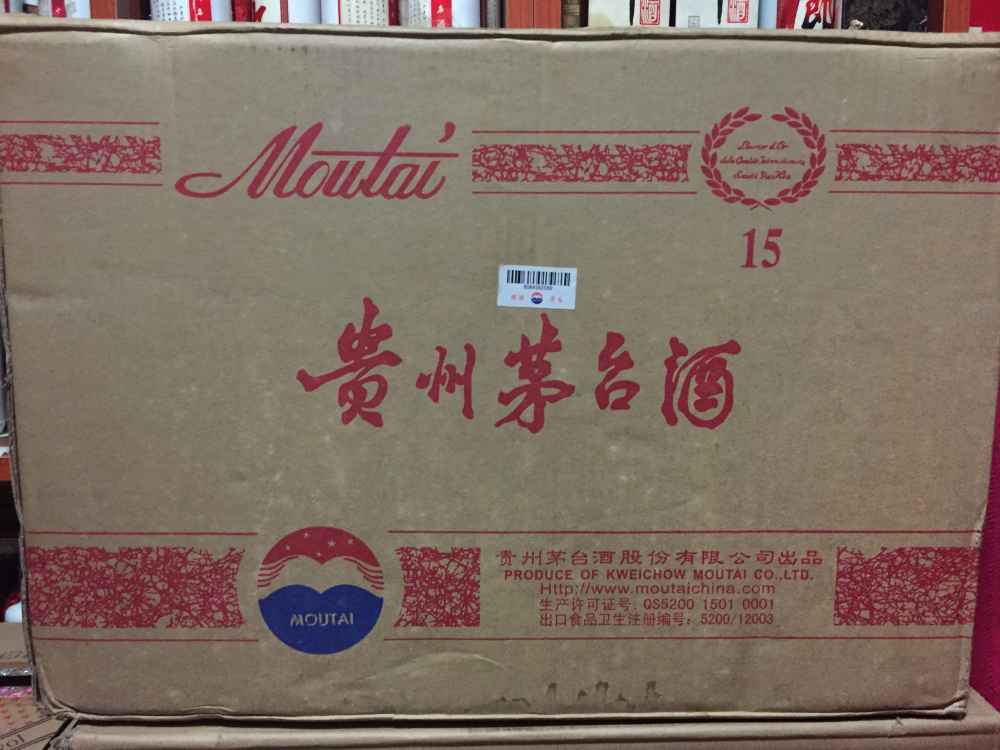 Moutai
15
贵州茅台酒
MOUTAI
贵州茅台酒股份有限公司出品
PRODUCE OF KWEICHOW MOUTAI CO.,LTD.
Http://www.moutaichina.com
生产许可证号: QS5200 1501 0001
出口食品卫生注册编号: 5200/12003